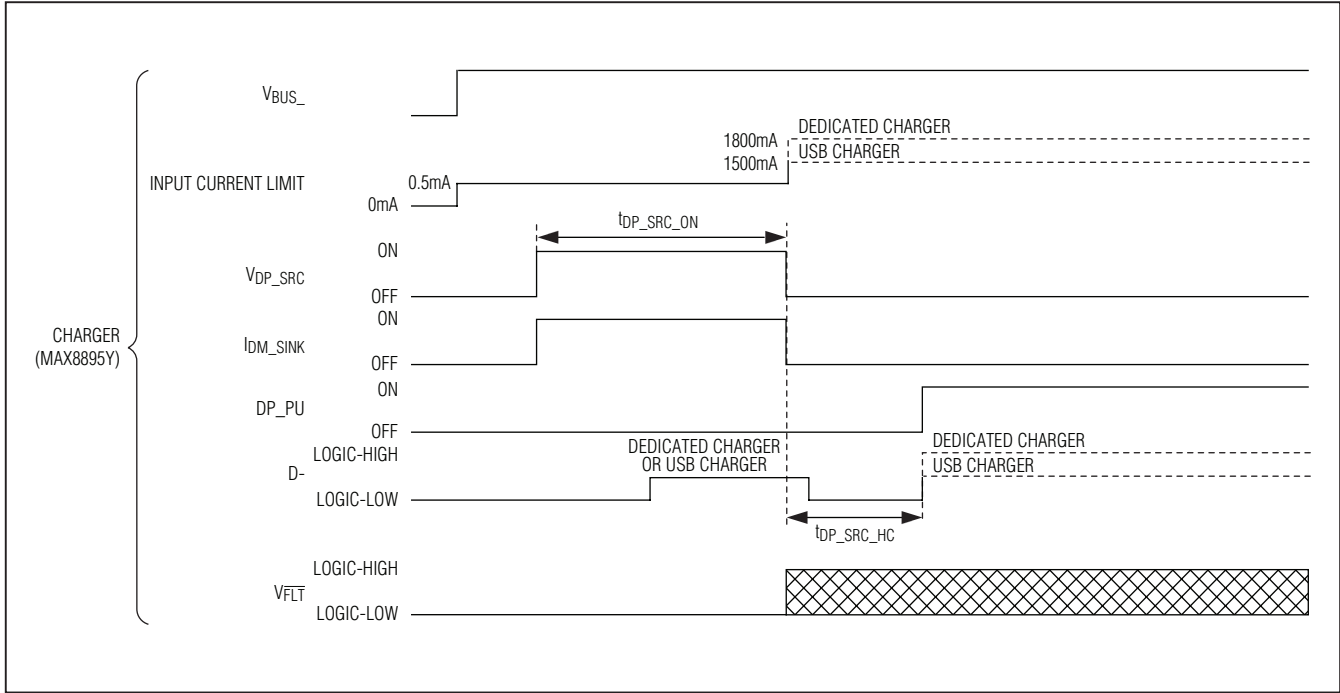 VBUS_
DEDICATED CHARGER
1800mA
USB CHARGER
1500mA
INPUT CURRENT LIMIT
0.5mA
0mA
tDP_SRC_ON
ON
VDP_SRC
OFF
ON
IDM_SINK
OFF
CHARGER
(MAX8895Y)
ON
DP_PU
OFF
DEDICATED CHARGER
OR USB CHARGER
DEDICATED CHARGER
LOGIC-HIGH
USB CHARGER
D-
LOGIC-LOW
tDP_SRC_HC
LOGIC-HIGH
VF̅L̅T̅
LOGIC-LOW